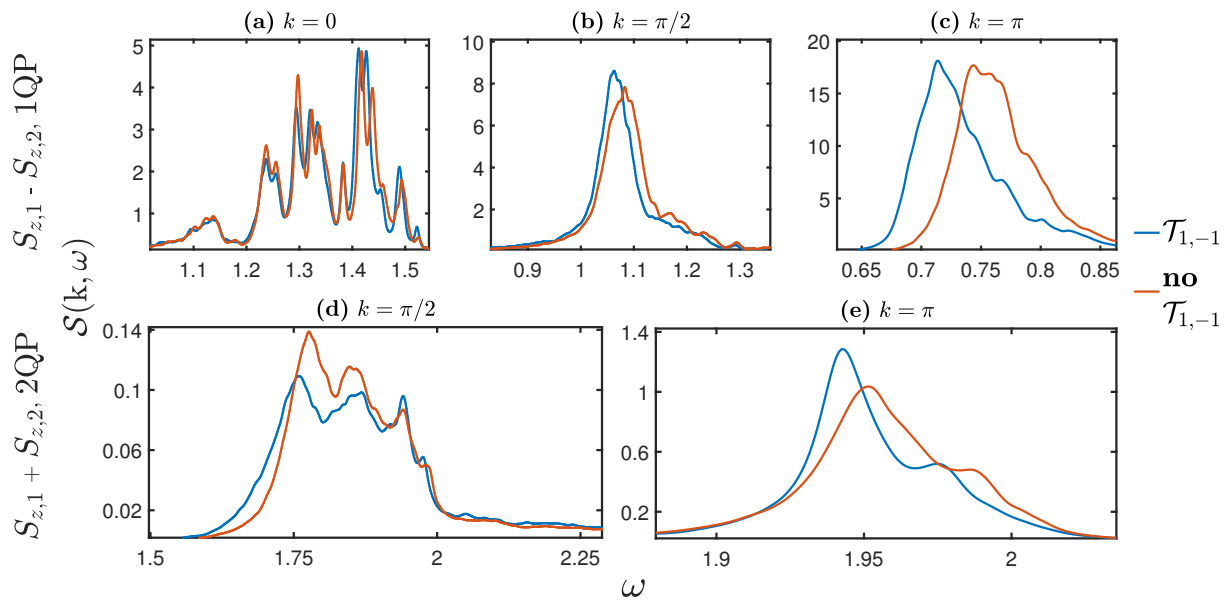 (a) k = 0
(b) k = π/2
(c) k = π
S_{z,1} - S_{z,2}, 1QP
5
4
3
2
1
1.1 1.2 1.3 1.4 1.5
10
8
6
4
2
0.9 1 1.1 1.2 1.3
20
15
10
5
0.65 0.7 0.75 0.8 0.85
𝒯_{1,−1}
no
𝒯_{1,−1}
𝒮(k, ω)
(d) k = π/2
(e) k = π
S_{z,1} + S_{z,2}, 2QP
0.14
0.1
0.06
0.02
1.5 1.75 2 2.25
1.4
1
0.6
0.2
1.9 1.95 2
ω